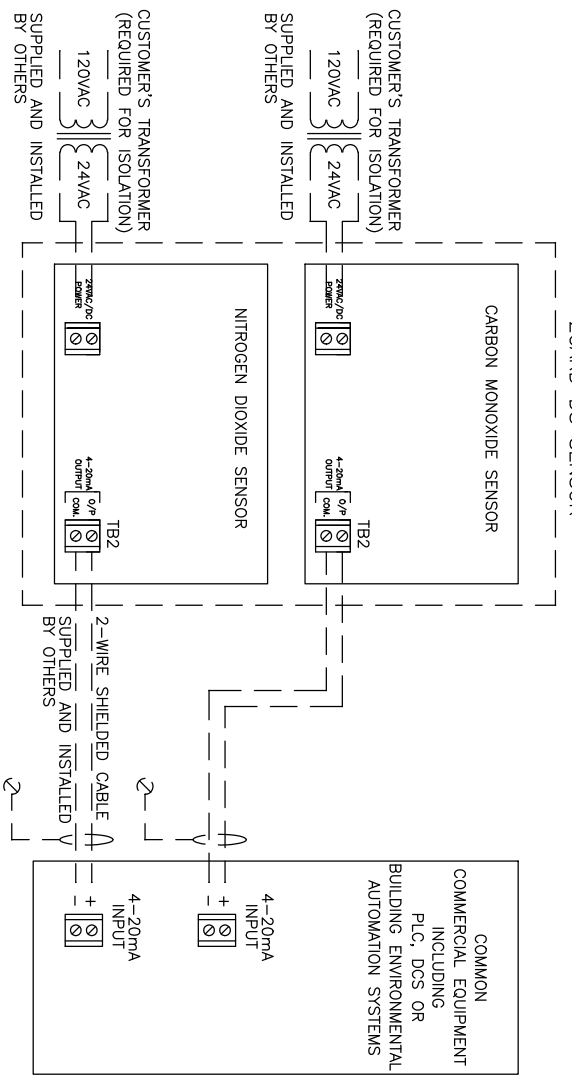 CUSTOMER'S TRANSFORMER
(REQUIRED FOR ISOLATION)
120VAC
24VAC
SUPPLIED AND INSTALLED
BY OTHERS
CARBON MONOXIDE SENSOR
24VAC/DC
POWER
4-20mA
OUTPUT
O/P
COM.
TB2
COMMON
COMMERCIAL EQUIPMENT
INCLUDING
PLC, DCS OR
BUILDING ENVIRONMENTAL
AUTOMATION SYSTEMS
4-20mA
INPUT
+
-
CUSTOMER'S TRANSFORMER
(REQUIRED FOR ISOLATION)
120VAC
24VAC
SUPPLIED AND INSTALLED
BY OTHERS
NITROGEN DIOXIDE SENSOR
24VAC/DC
POWER
4-20mA
OUTPUT
O/P
COM.
TB2
2-WIRE SHIELDED CABLE
SUPPLIED AND INSTALLED
BY OTHERS
4-20mA
INPUT
+
-